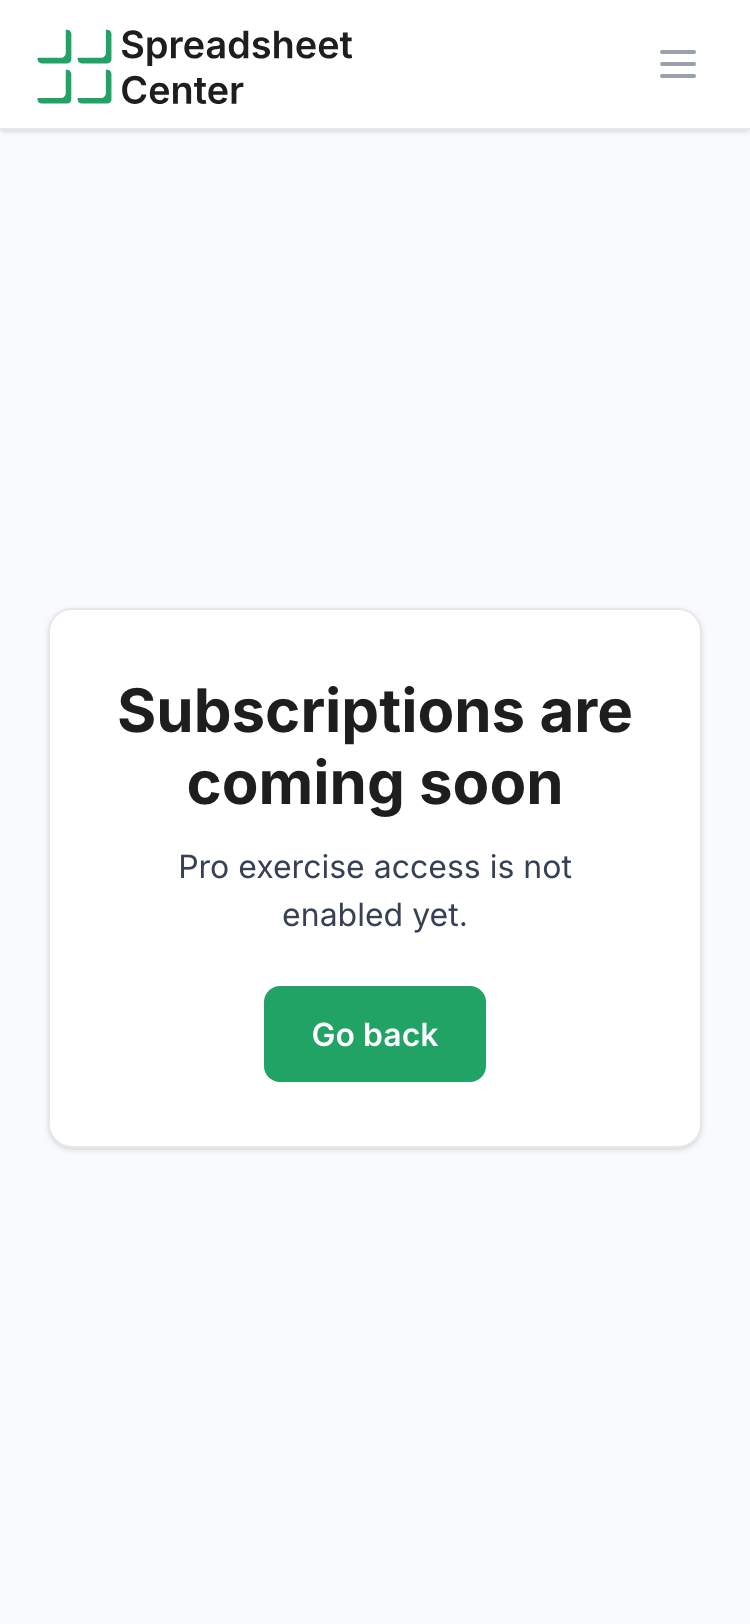 Spreadsheet
Center
Subscriptions are
coming soon
Pro exercise access is not
enabled yet.
Go back